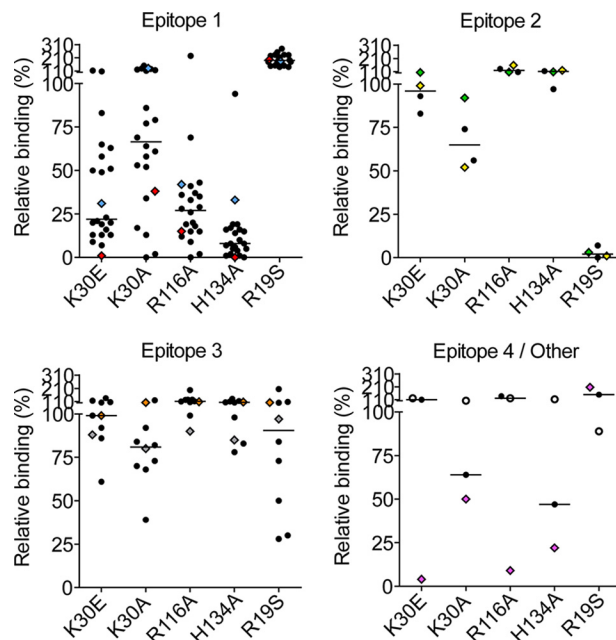 Epitope 1
Relative binding (%)
310
210
110
100
75
50
25
0
K30E
K30A
R116A
H134A
R19S
Epitope 2
Relative binding (%)
310
210
110
100
75
50
25
0
K30E
K30A
R116A
H134A
R19S
Epitope 3
Relative binding (%)
310
210
110
100
75
50
25
0
K30E
K30A
R116A
H134A
R19S
Epitope 4 / Other
Relative binding (%)
310
210
110
100
75
50
25
0
K30E
K30A
R116A
H134A
R19S